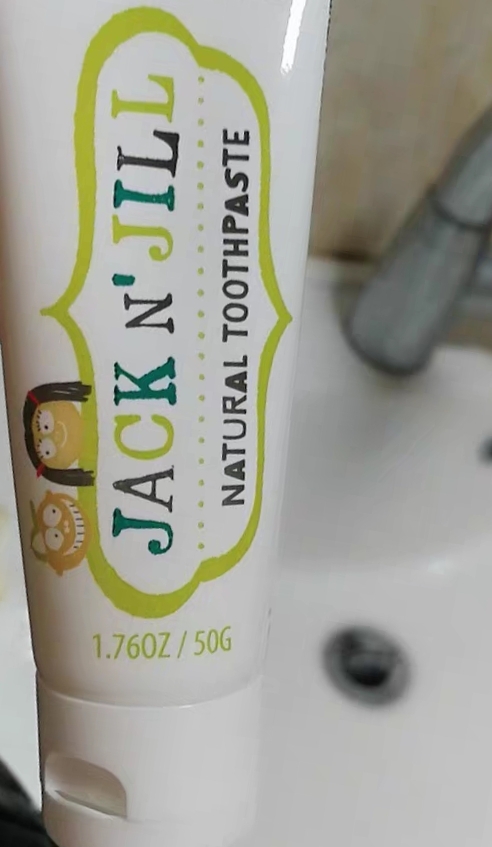 JACK N' JILL
NATURAL TOOTHPASTE
1.76OZ / 50G